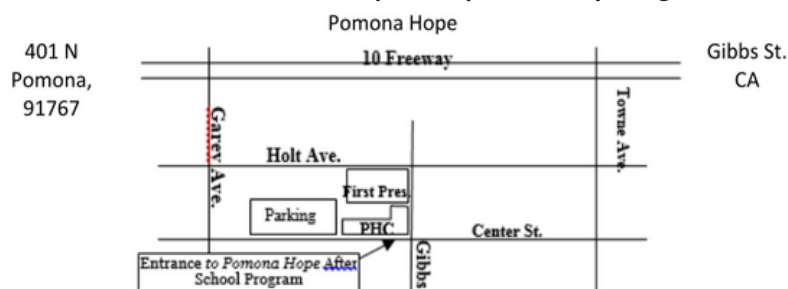 Pomona Hope
401 N Gibbs St.
Pomona, CA
91767
10 Freeway
Garey Ave.
Towne Ave.
Holt Ave.
First Pres.
Parking
PHC
Center St.
Gibbs
Entrance to Pomona Hope After
School Program